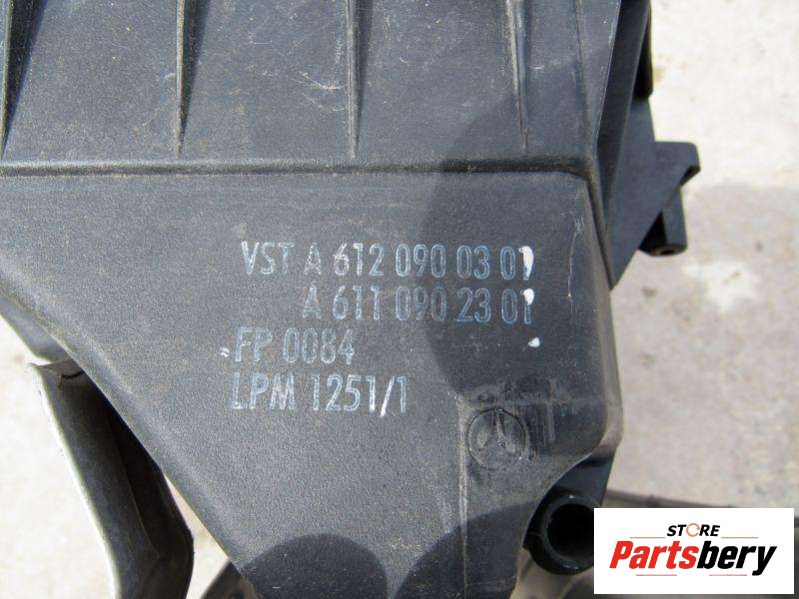 VST A 612 090 03 01
A 611 090 23 01
FP 0084
LPM 1251/1
STORE
Partsbery